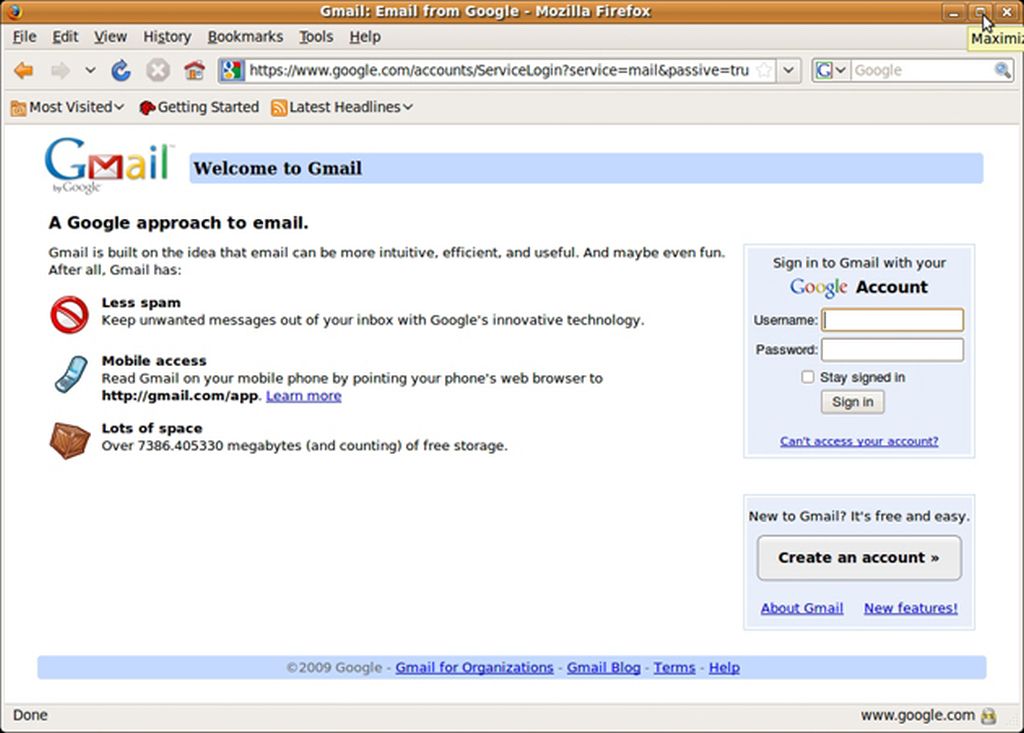 Gmail: Email from Google - Mozilla Firefox
File Edit View History Bookmarks Tools Help
https://www.google.com/accounts/ServiceLogin?service=mail&passive=tru
Google
Most Visited Getting Started Latest Headlines
Gmail™
by Google
Welcome to Gmail
A Google approach to email.
Gmail is built on the idea that email can be more intuitive, efficient, and useful. And maybe even fun.
After all, Gmail has:
Less spam
Keep unwanted messages out of your inbox with Google's innovative technology.
Mobile access
Read Gmail on your mobile phone by pointing your phone's web browser to
http://gmail.com/app. Learn more
Lots of space
Over 7386.405330 megabytes (and counting) of free storage.
Sign in to Gmail with your
Google Account
Username:
Password:
Stay signed in
Sign in
Can't access your account?
New to Gmail? It's free and easy.
Create an account »
About Gmail New features!
©2009 Google - Gmail for Organizations - Gmail Blog - Terms - Help
Done
www.google.com